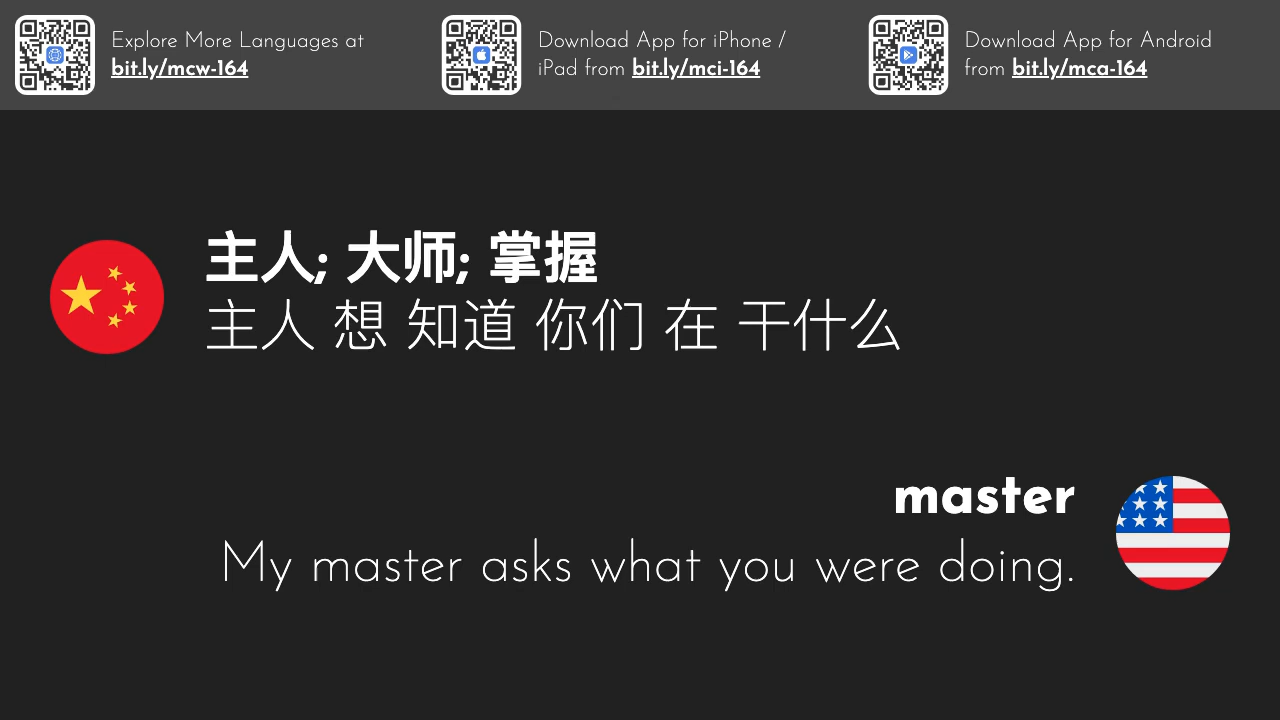 Explore More Languages at
bit.ly/mcw-164
Download App for iPhone /
iPad from bit.ly/mci-164
Download App for Android
from bit.ly/mca-164
主人; 大师; 掌握
主人 想 知道 你们 在 干什么
master
My master asks what you were doing.